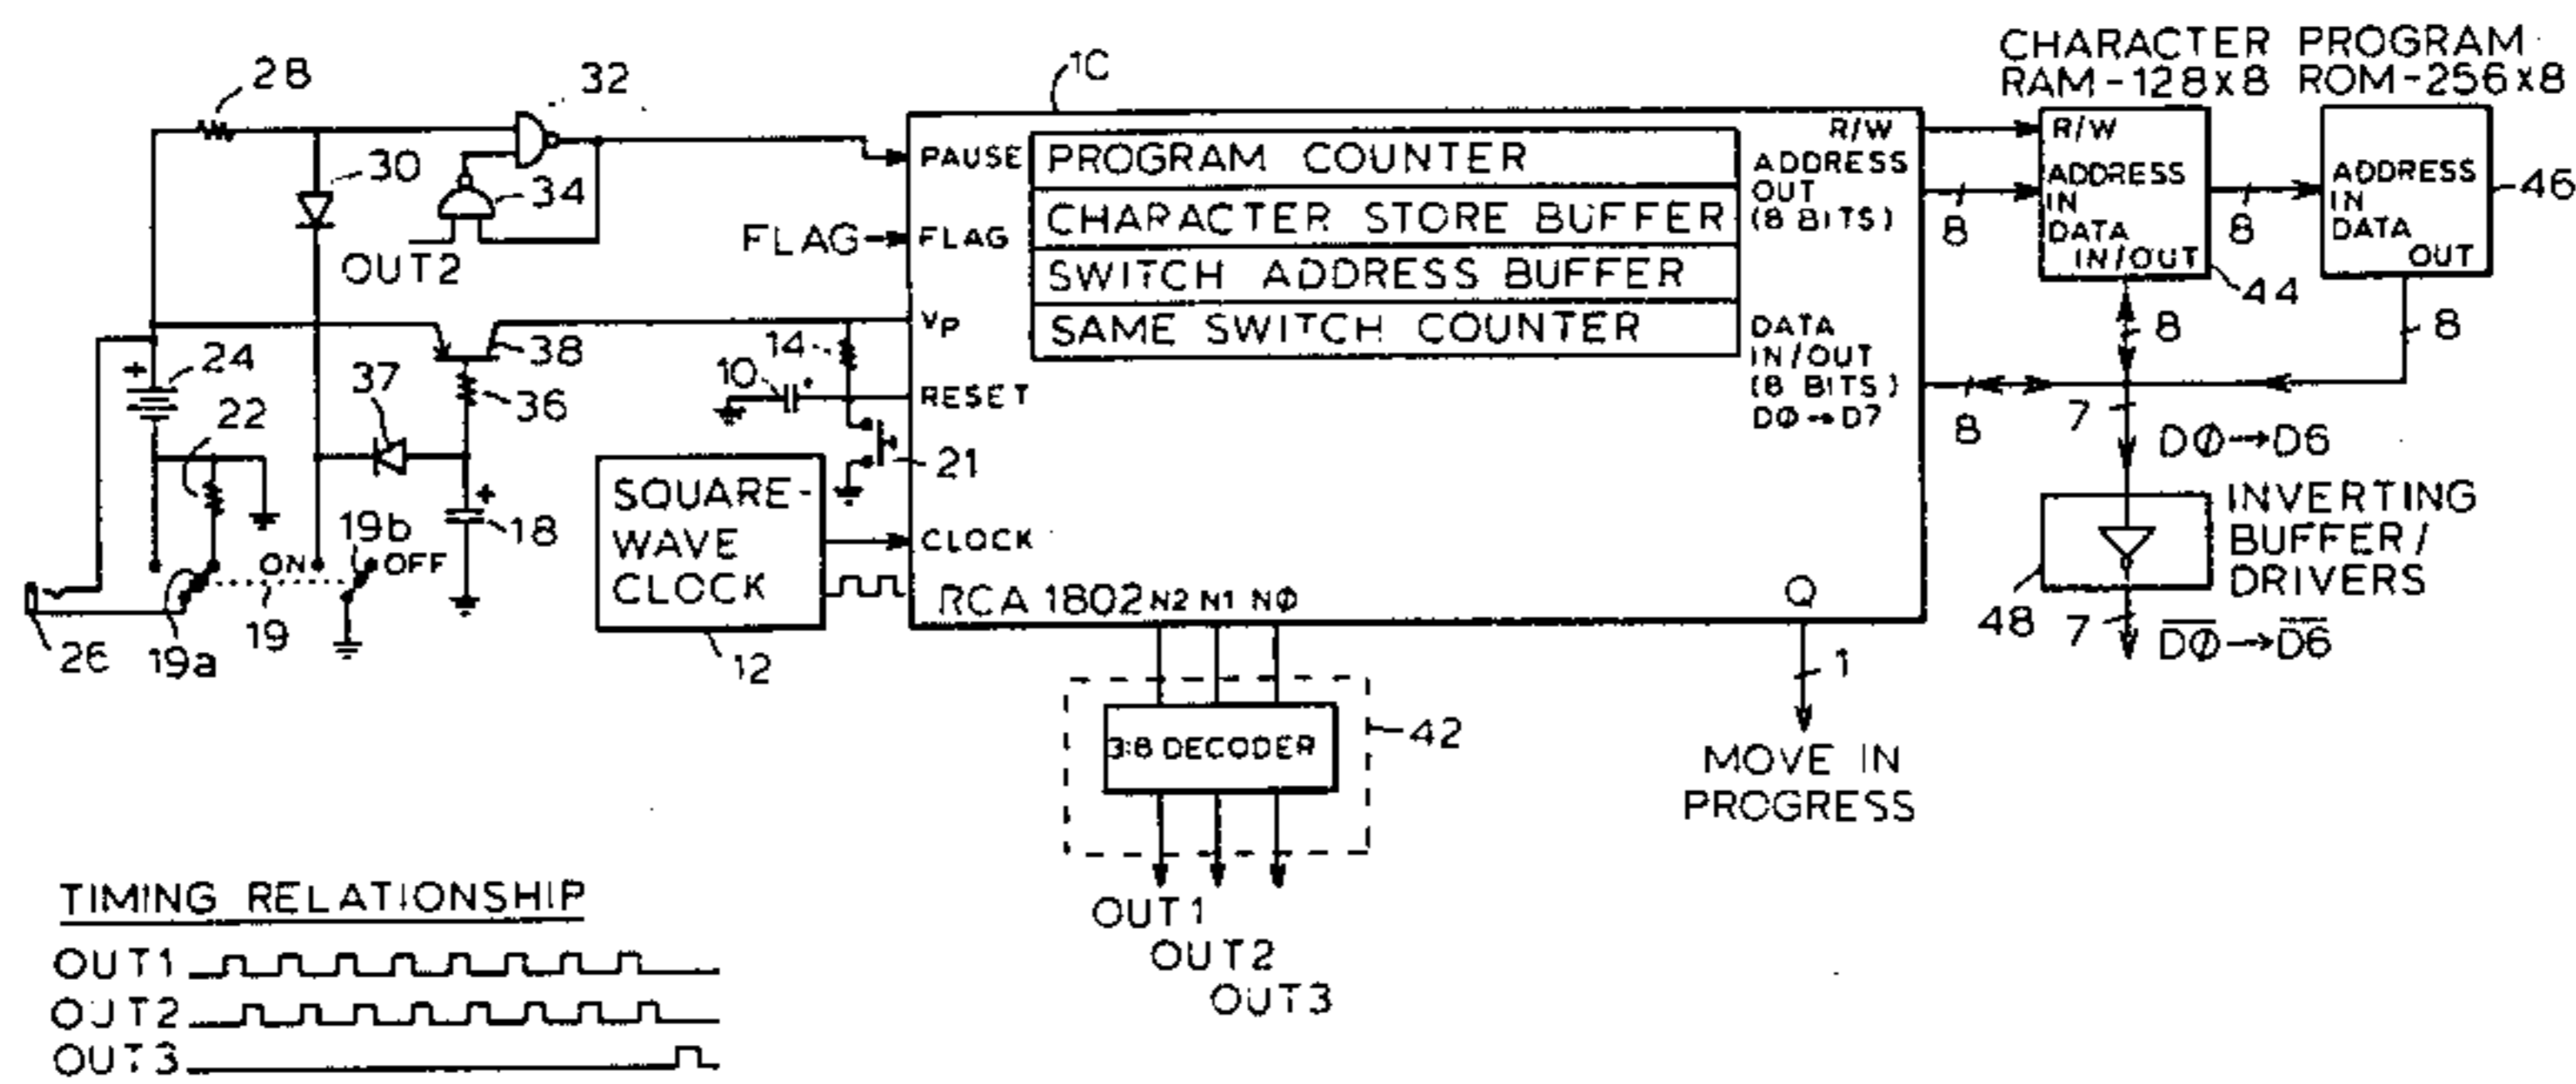 28
32
30
34
OUT2
24
22
37
36
38
18
19b
ON
OFF
26
19a
19
1C
PAUSE
FLAG
FLAG
VP
14
10
RESET
21
SQUARE-
WAVE
CLOCK
12
CLOCK
RCA 1802
N2 N1 NØ
PROGRAM COUNTER
CHARACTER STORE BUFFER
SWITCH ADDRESS BUFFER
SAME SWITCH COUNTER
R/W
ADDRESS
OUT
(8 BITS)
DATA
IN/OUT
(8 BITS)
DØ→D7
Q
1
MOVE IN
PROGRESS
3:8 DECODER
42
OUT1
OUT2
OUT3
CHARACTER
RAM-128x8
R/W
ADDRESS
IN
DATA
IN/OUT
44
8
8
8
8
8
PROGRAM
ROM-256x8
ADDRESS
IN
DATA
OUT
46
7
DØ→D6
INVERTING
BUFFER/
DRIVERS
48
7
D̅Ø̅→D̅6̅
TIMING RELATIONSHIP
OUT1
OUT2
OUT3